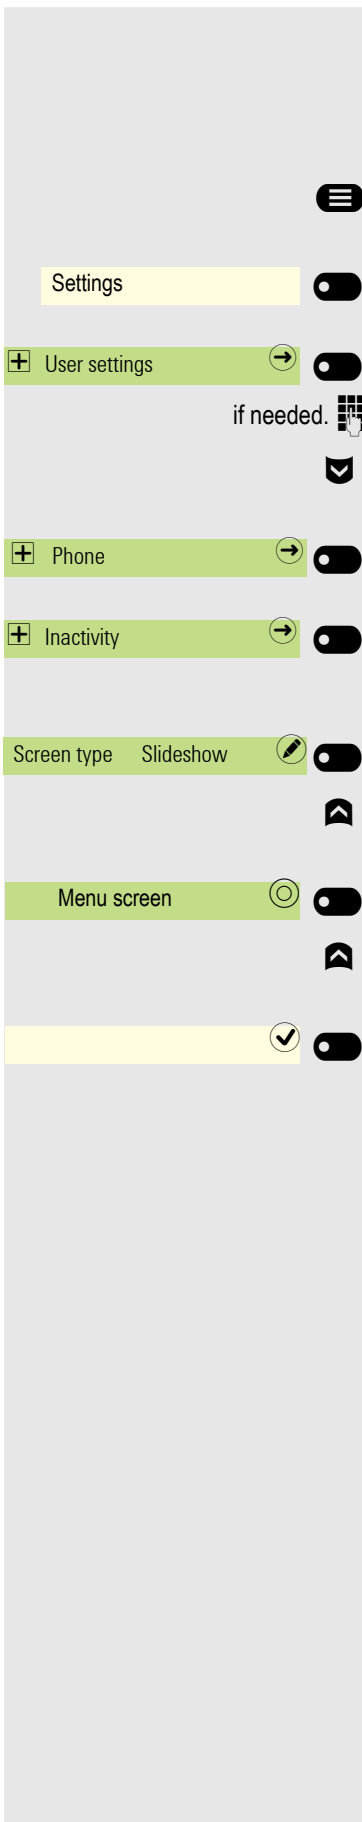 Settings
User settings
if needed.
Phone
Inactivity
Screen type Slideshow
Menu screen